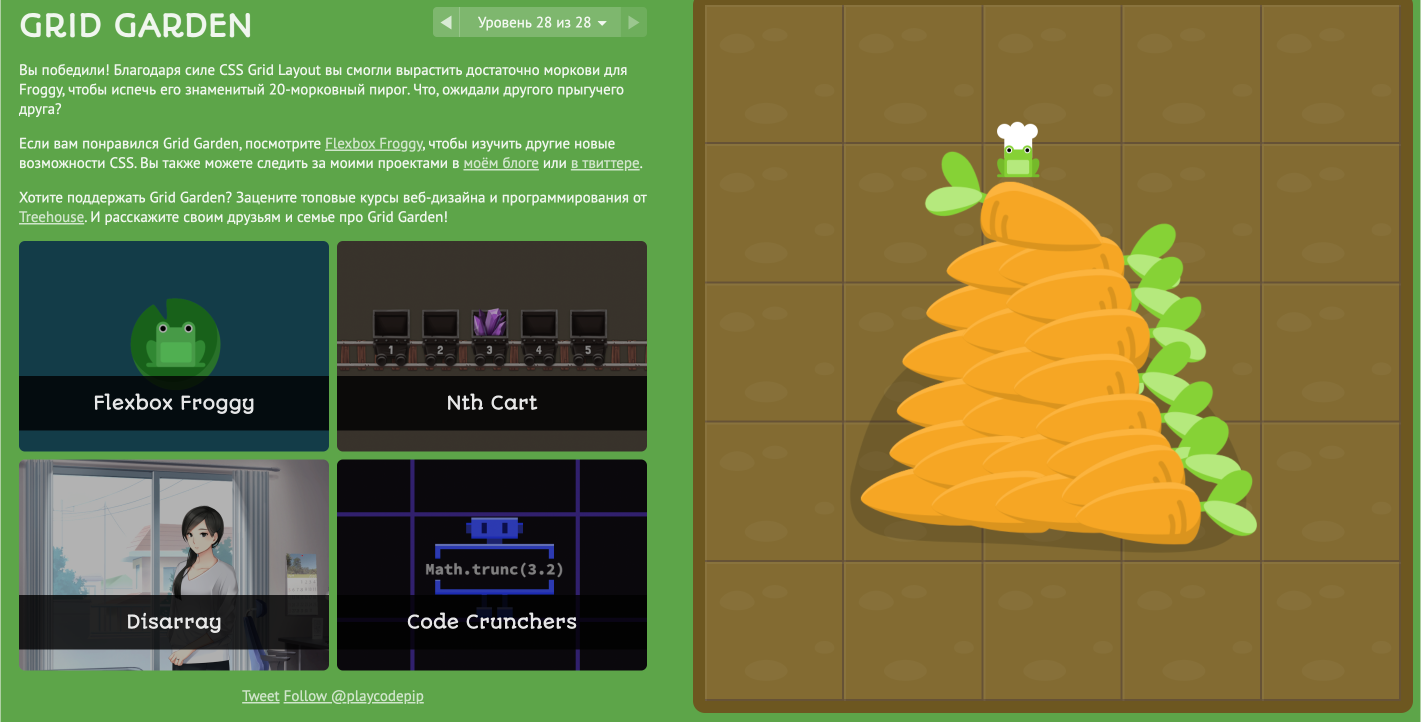 GRID GARDEN
Уровень 28 из 28
Вы победили! Благодаря силе CSS Grid Layout вы смогли вырастить достаточно моркови для
Froggy, чтобы испечь его знаменитый 20-морковный пирог. Что, ожидали другого прыгучего
друга?
Если вам понравился Grid Garden, посмотрите Flexbox Froggy, чтобы изучить другие новые
возможности CSS. Вы также можете следить за моими проектами в моём блоге или в твиттере.
Хотите поддержать Grid Garden? Зацените топовые курсы веб-дизайна и программирования от
Treehouse. И расскажите своим друзьям и семье про Grid Garden!
Flexbox Froggy
1 2 3 4 5
Nth Cart
Disarray
Math.trunc(3.2)
Code Crunchers
Tweet Follow @playcodepip